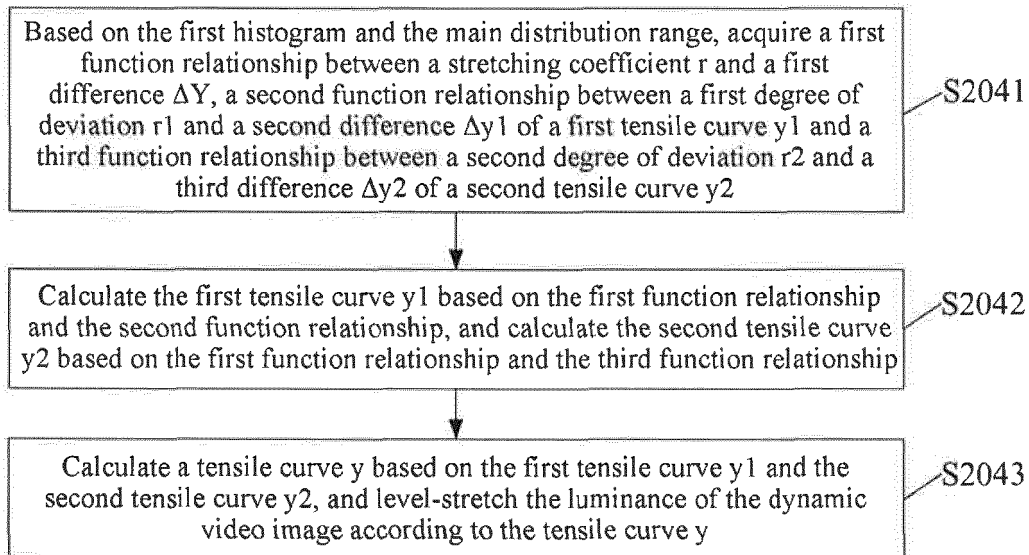 Based on the first histogram and the main distribution range, acquire a first
function relationship between a stretching coefficient r and a first
difference ΔY, a second function relationship between a first degree of
deviation r1 and a second difference Δy1 of a first tensile curve y1 and a
third function relationship between a second degree of deviation r2 and a
third difference Δy2 of a second tensile curve y2
S2041
Calculate the first tensile curve y1 based on the first function relationship
and the second function relationship, and calculate the second tensile curve
y2 based on the first function relationship and the third function relationship
S2042
Calculate a tensile curve y based on the first tensile curve y1 and the
second tensile curve y2, and level-stretch the luminance of the dynamic
video image according to the tensile curve y
S2043